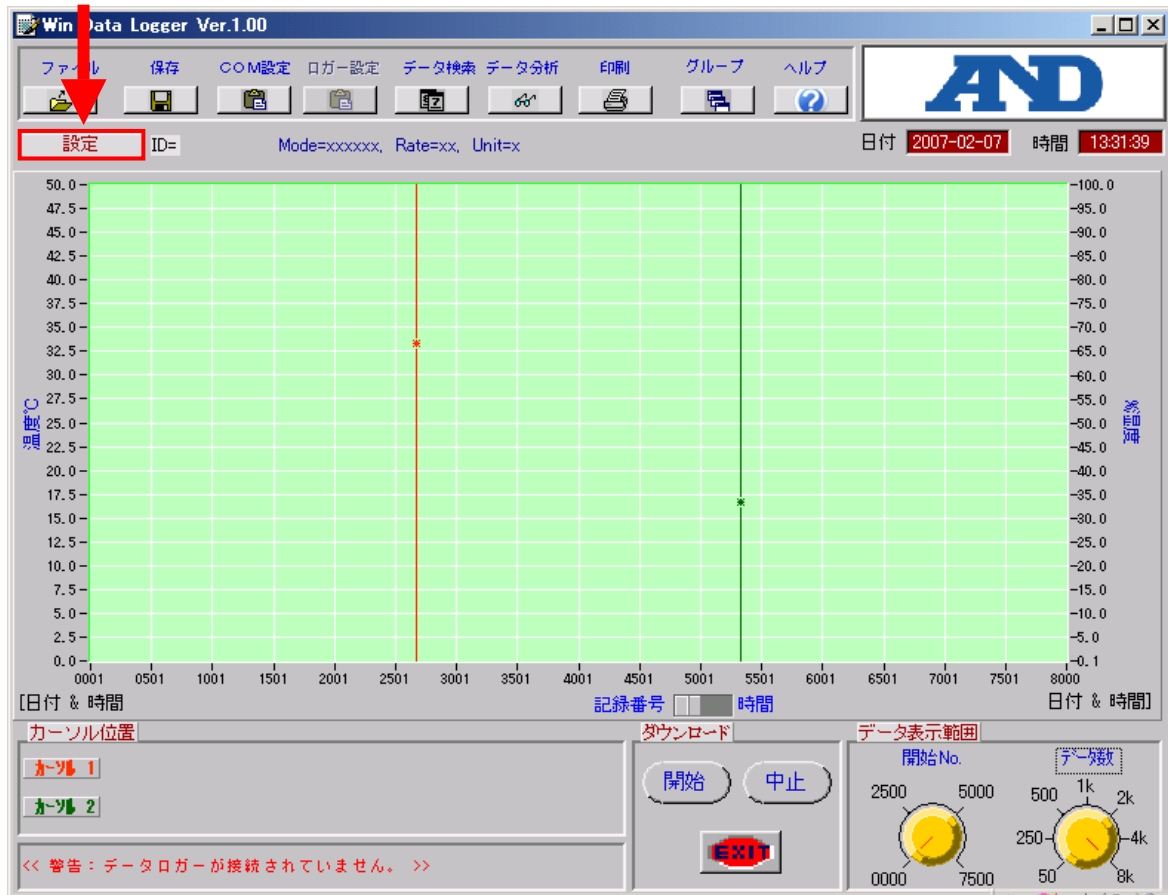 Win Data Logger Ver.1.00
ファイル 保存 COM設定 ロガー設定 データ検索 データ分析 印刷 グループ ヘルプ
AND
設定 ID= Mode=xxxxxx, Rate=xx, Unit=x 日付 2007-02-07 時間 13:31:39
50.0 100.0
47.5 95.0
45.0 90.0
42.5 85.0
40.0 80.0
37.5 75.0
35.0 70.0
32.5 65.0
30.0 60.0
27.5 55.0
25.0 50.0
22.5 45.0
20.0 40.0
17.5 35.0
15.0 30.0
12.5 25.0
10.0 20.0
7.5 15.0
5.0 10.0
2.5 5.0
0.0 0.1
温度℃
%湿度
0001 0501 1001 1501 2001 2501 3001 3501 4001 4501 5001 5501 6001 6501 7001 7501 8000
[日付 & 時間 記録番号 時間 日付 & 時間]
カーソル位置
カーソル 1
カーソル 2
<< 警告：データロガーが接続されていません。 >>
ダウンロード
開始 中止
EXIT
データ表示範囲
開始No.
2500 5000
0000 7500
データ数
500 1k 2k
250 4k
50 8k